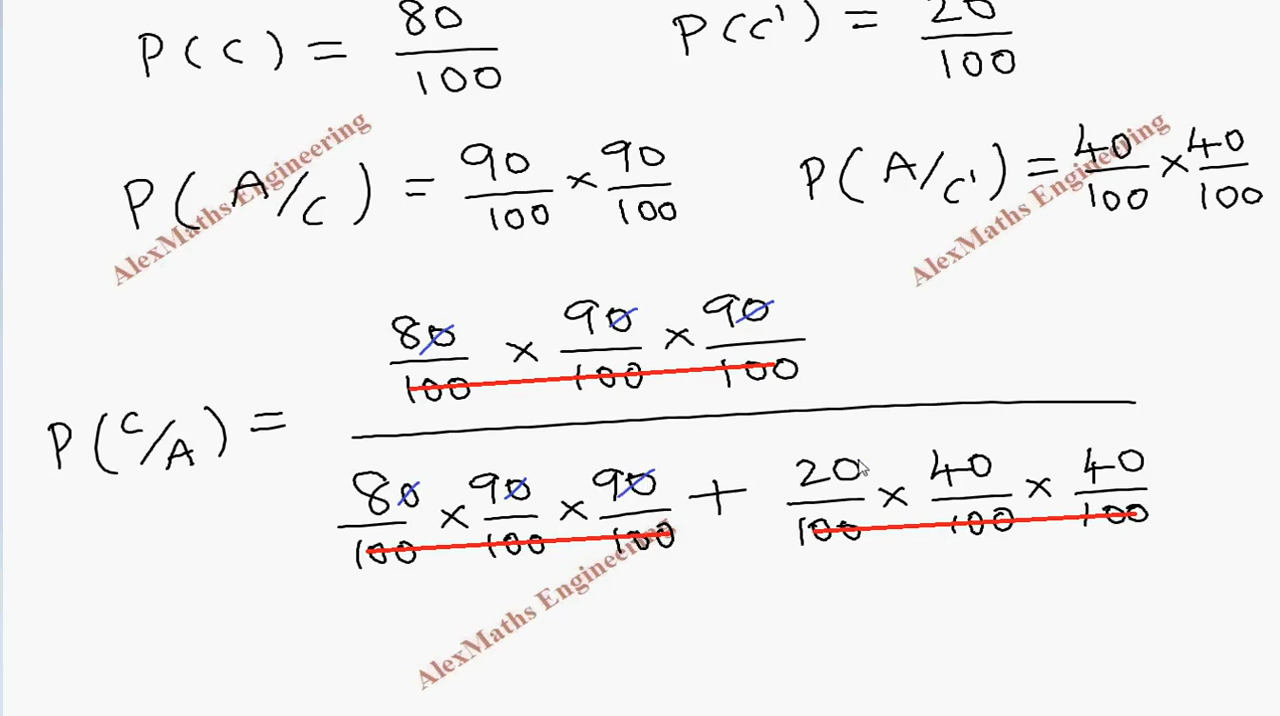 P(C) = 80/100 P(C') = 20/100
P(A/C) = 90/100 × 90/100 P(A/C') = 40/100 × 40/100
AlexMaths Engineering AlexMaths Engineering
80/100 × 90/100 × 90/100
P(C/A) =
80/100 × 90/100 × 90/100 + 20/100 × 40/100 × 40/100
AlexMaths Engineering